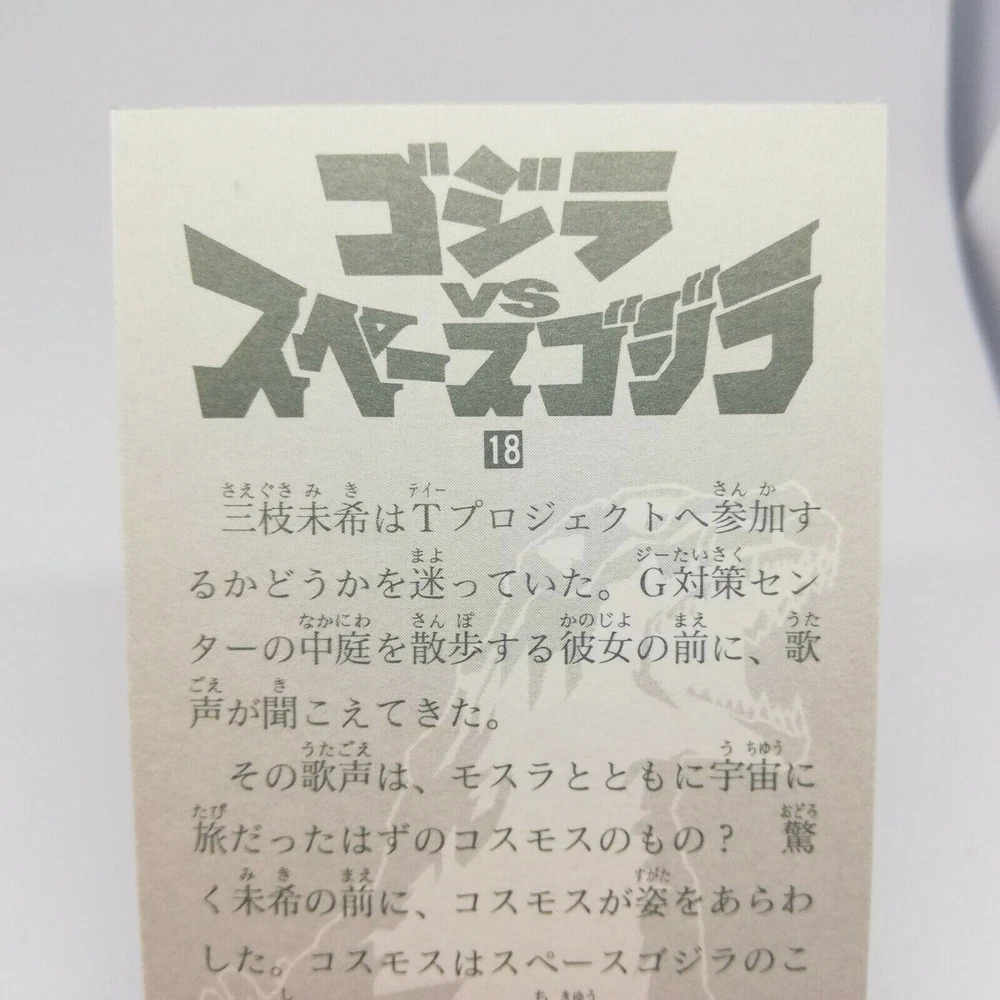 ゴジラ
VS
スペースゴジラ
18
三枝未希はTプロジェクトへ参加す
るかどうかを迷っていた。G対策セン
ターの中庭を散歩する彼女の前に、歌
声が聞こえてきた。
その歌声は、モスラとともに宇宙に
旅だったはずのコスモスのもの? 驚
く未希の前に、コスモスが姿をあらわ
した。コスモスはスペースゴジラのこ